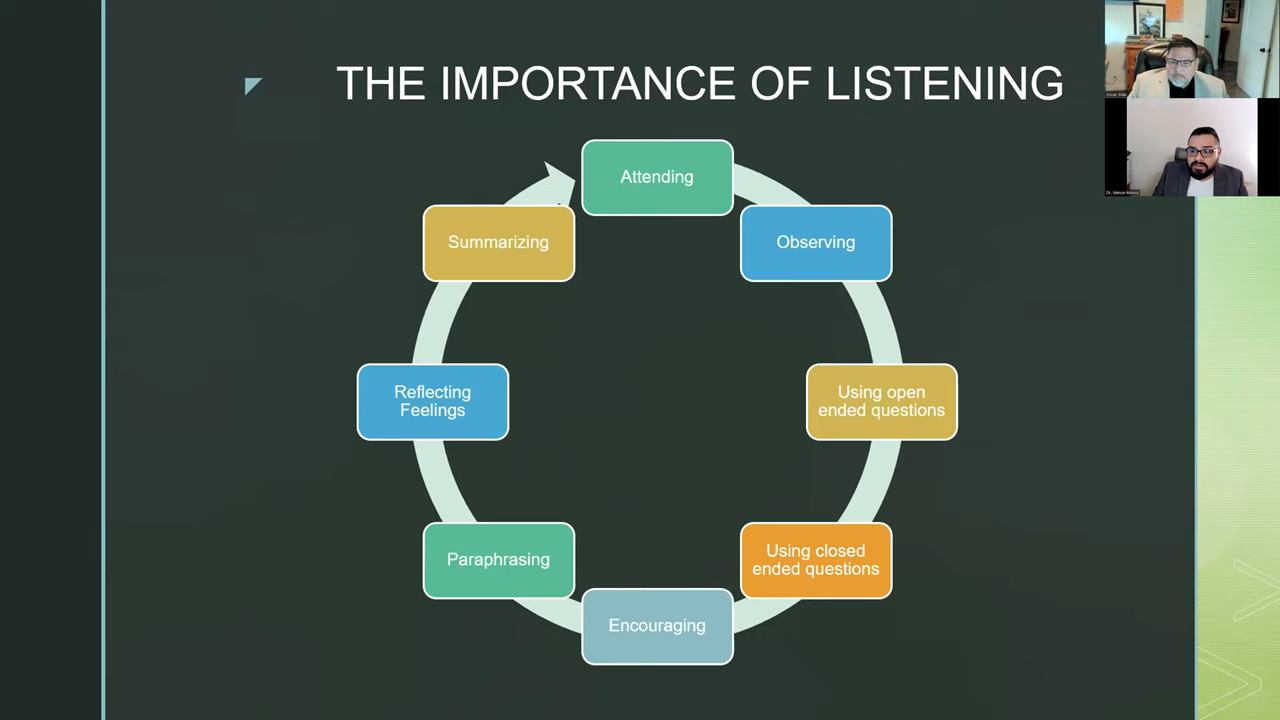 THE IMPORTANCE OF LISTENING
Attending
Observing
Using open
ended questions
Using closed
ended questions
Encouraging
Paraphrasing
Reflecting
Feelings
Summarizing